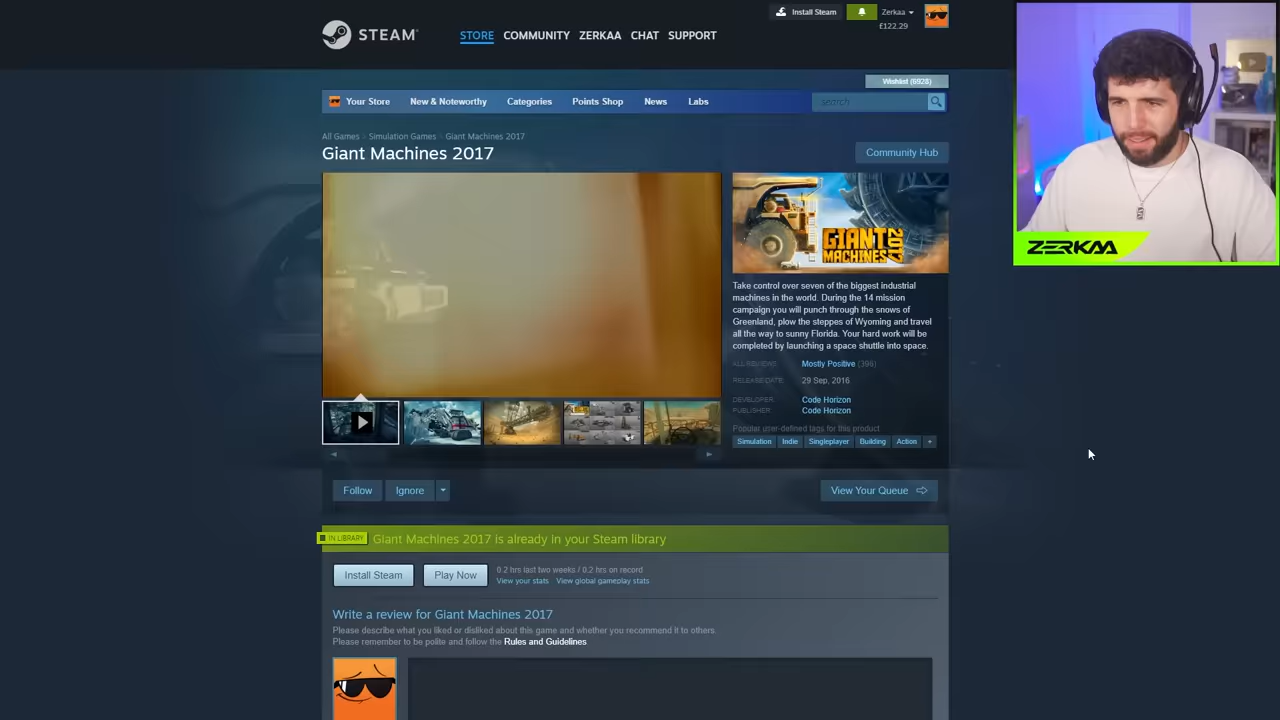 Install Steam
Zerkaa
£122.29
STEAM
STORE COMMUNITY ZERKAA CHAT SUPPORT
Wishlist (6928)
Your Store New & Noteworthy Categories Points Shop News Labs
search
All Games Simulation Games Giant Machines 2017
Giant Machines 2017
Community Hub
GIANT
MACHINES 2017
Take control over seven of the biggest industrial
machines in the world. During the 14 mission
campaign you will punch through the snows of
Greenland, plow the steppes of Wyoming and travel
all the way to sunny Florida. Your hard work will be
completed by launching a space shuttle into space.
Mostly Positive (396)
RELEASE DATE: 29 Sep, 2016
DEVELOPER: Code Horizon
PUBLISHER: Code Horizon
Popular user-defined tags for this product
Simulation Indie Singleplayer Building Action +
Follow Ignore
View Your Queue
IN LIBRARY Giant Machines 2017 is already in your Steam library
Install Steam Play Now
0.2 hrs last two weeks / 0.2 hrs on record
View your stats View global gameplay stats
Write a review for Giant Machines 2017
Please describe what you liked or disliked about this game and whether you recommend it to others.
Please remember to be polite and follow the Rules and Guidelines
ZERKAA